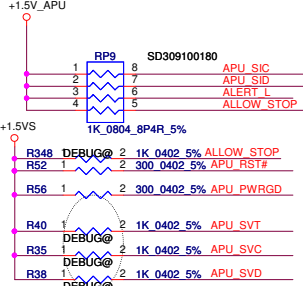 +1.5V_APU
RP9 SD309100180
1 8 APU_SIC
2 7 APU_SID
3 6 ALERT_L
4 5 ALLOW_STOP
1K_0804_8P4R_5%
+1.5VS
R348 1 DEBUG@ 2 1K_0402_5% ALLOW_STOP
R52 1 2 300_0402_5% APU_RST#
R56 1 2 300_0402_5% APU_PWRGD
R40 1 2 1K_0402_5% APU_SVT
DEBUG@
R35 1 2 1K_0402_5% APU_SVC
DEBUG@
R38 1 2 1K_0402_5% APU_SVD
DEBUG@